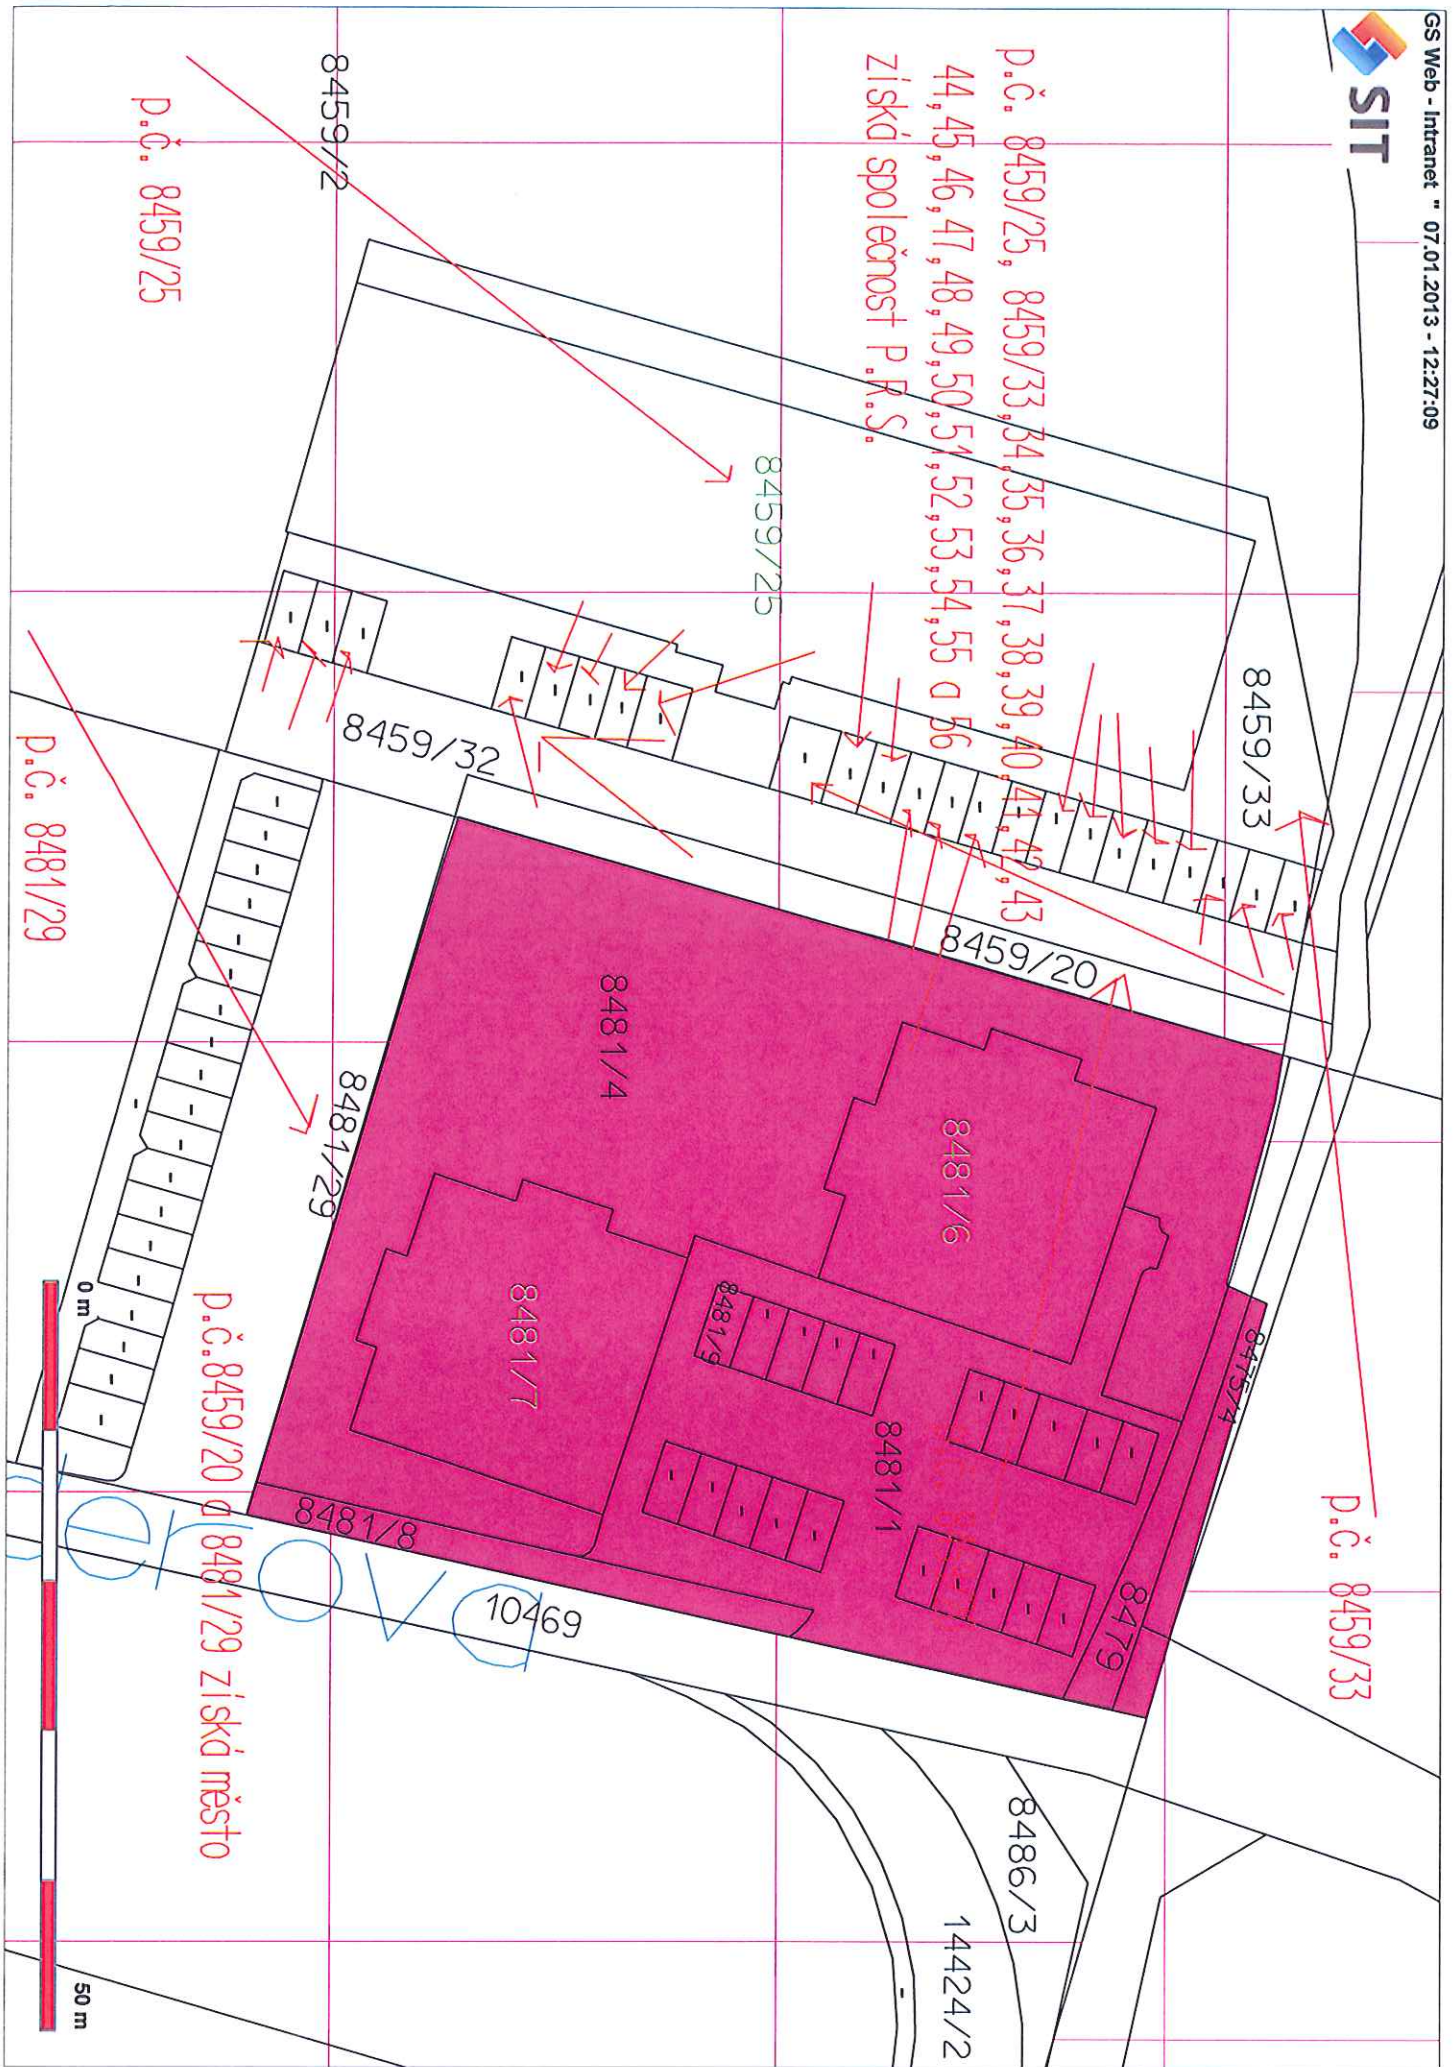 GS Web - Intranet " 07.01.2013 - 12:27:09
SIT
p.č. 8459/25, 8459/33,34,35,36,37,38,39,40,41,42,43
44,45,46,47,48,49,50,51,52,53,54,55 a 56
získá společnost P.R.S.
8459/33
p.č. 8459/33
8459/2
8459/25
p.č. 8459/25
8459/32
8459/20
8481/4
8481/6
8475/4
8481/9
8481/1
8479
8481/7
8481/29
p.č. 8481/29
8481/8
10469
8486/3
14424/2
p.č.8459/20 a 8481/29 získá město
erova
0 m
50 m